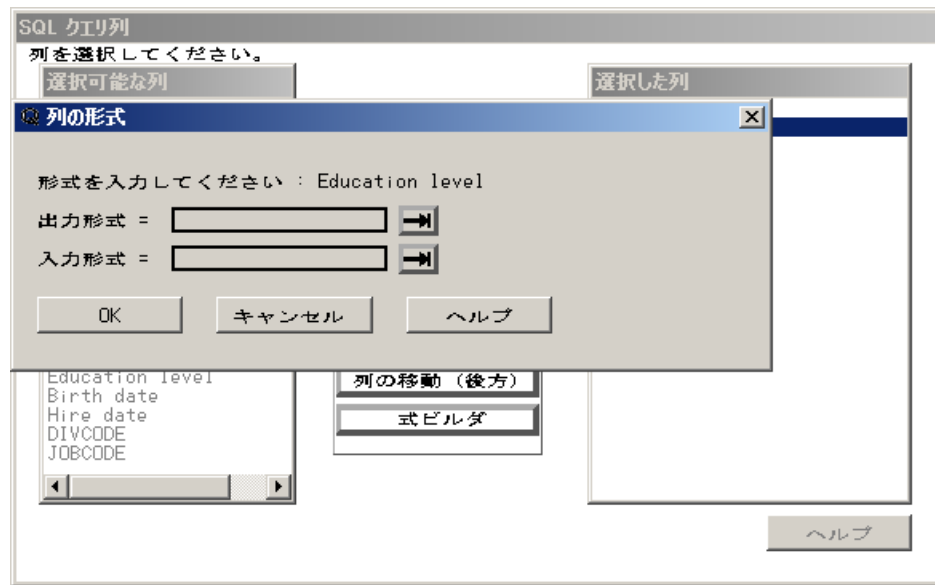 SQL クエリ列
列を選択してください。
選択可能な列
選択した列
列の形式
形式を入力してください : Education level
出力形式 =
入力形式 =
OK
キャンセル
ヘルプ
Education level
Birth date
Hire date
DIVCODE
JOBCODE
列の移動 (後方)
式ビルダ
ヘルプ